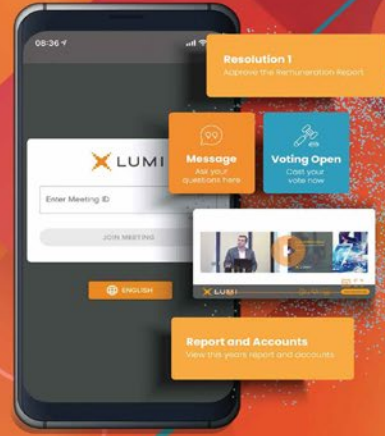 08:36
Resolution 1
Approve the Remuneration Report
LUMI
Message
Ask your
questions here
Voting Open
Cast your
vote now
Enter Meeting ID
JOIN MEETING
ENGLISH
LUMI
Report and Accounts
View this years report and accounts